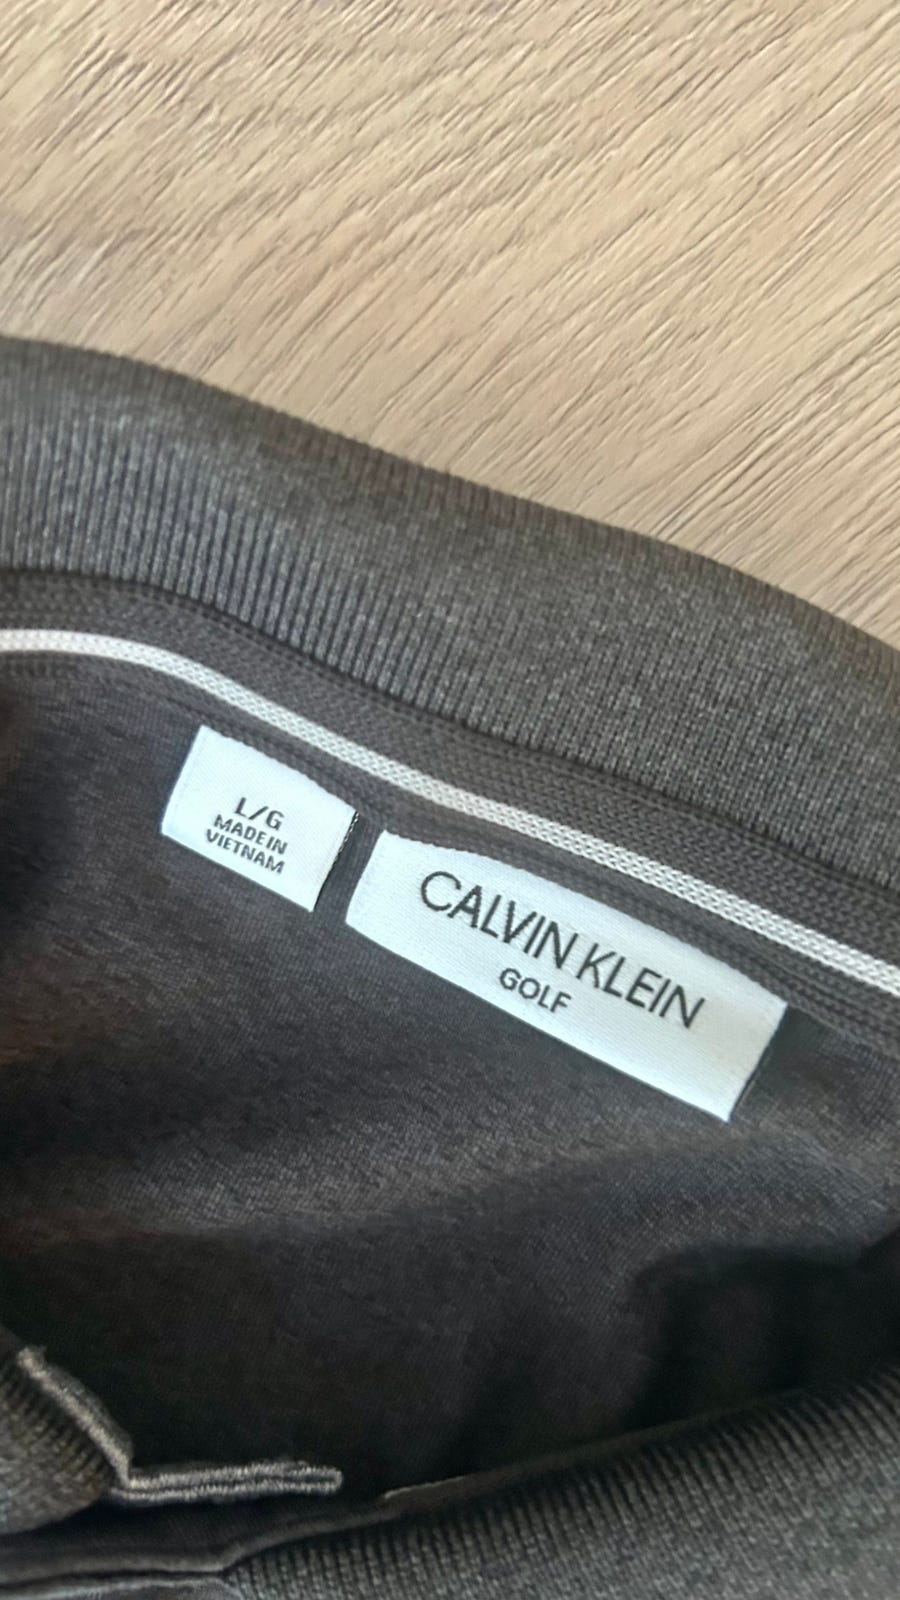 L/G
MADE IN
VIETNAM
CALVIN KLEIN
GOLF